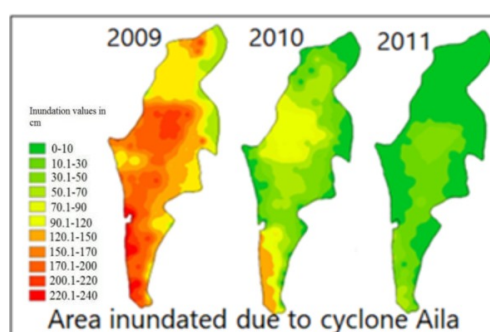 2009 2010 2011
Inundation values in
cm
0-10
10.1-30
30.1-50
50.1-70
70.1-90
90.1-120
120.1-150
150.1-170
170.1-200
200.1-220
220.1-240
Area inundated due to cyclone Aila